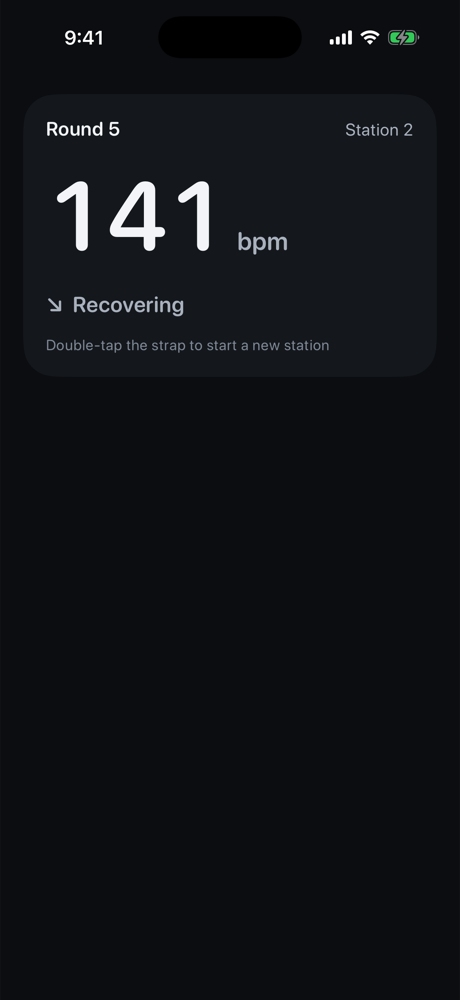 9:41
Round 5
Station 2
141 bpm
Recovering
Double-tap the strap to start a new station